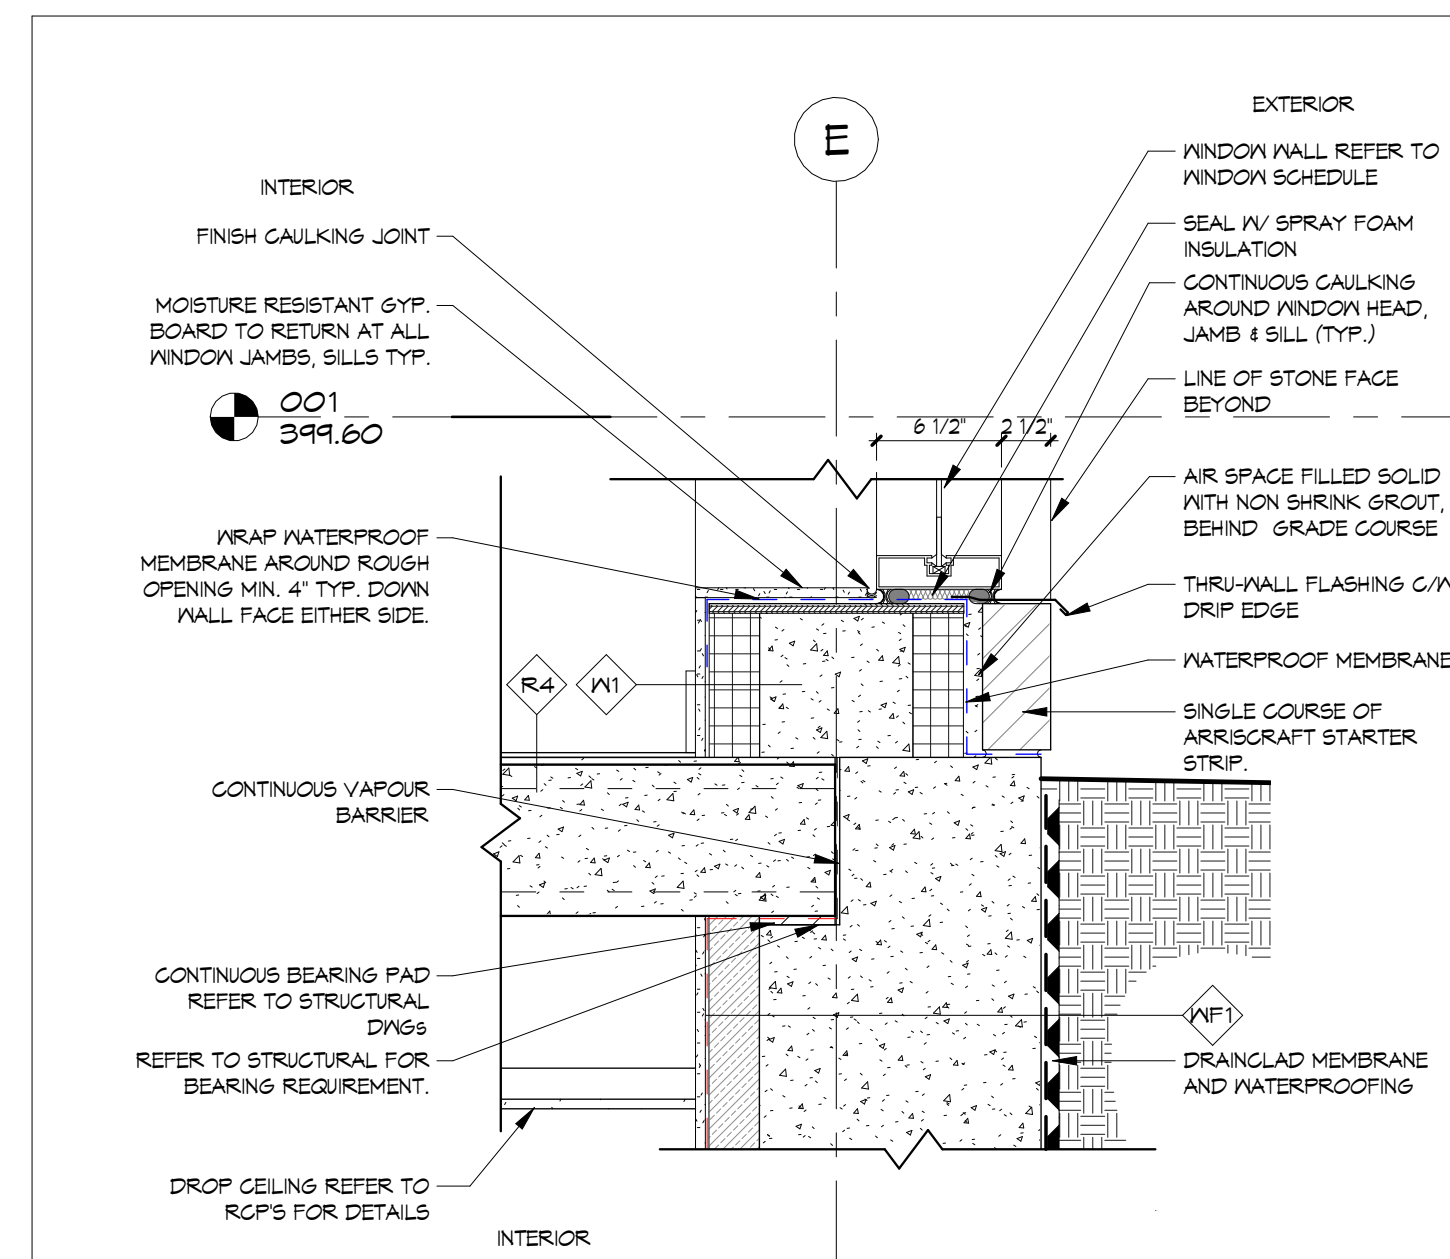 EXTERIOR
E
WINDOW WALL REFER TO
WINDOW SCHEDULE
INTERIOR
FINISH CAULKING JOINT
SEAL W/ SPRAY FOAM
INSULATION
MOISTURE RESISTANT GYP.
BOARD TO RETURN AT ALL
WINDOW JAMBS, SILLS TYP.
CONTINUOUS CAULKING
AROUND WINDOW HEAD,
JAMB & SILL (TYP.)
LINE OF STONE FACE
BEYOND
001
399.60
6 1/2"
2 1/2"
AIR SPACE FILLED SOLID
WITH NON SHRINK GROUT,
BEHIND GRADE COURSE
WRAP WATERPROOF
MEMBRANE AROUND ROUGH
OPENING MIN. 4" TYP. DOWN
WALL FACE EITHER SIDE.
THRU-WALL FLASHING C/W
DRIP EDGE
WATERPROOF MEMBRANE
R4
W1
SINGLE COURSE OF
ARRISCRAFT STARTER
STRIP.
CONTINUOUS VAPOUR
BARRIER
CONTINUOUS BEARING PAD
REFER TO STRUCTURAL
DWGs
WF1
REFER TO STRUCTURAL FOR
BEARING REQUIREMENT.
DRAINCLAD MEMBRANE
AND WATERPROOFING
DROP CEILING REFER TO
RCP'S FOR DETAILS
INTERIOR